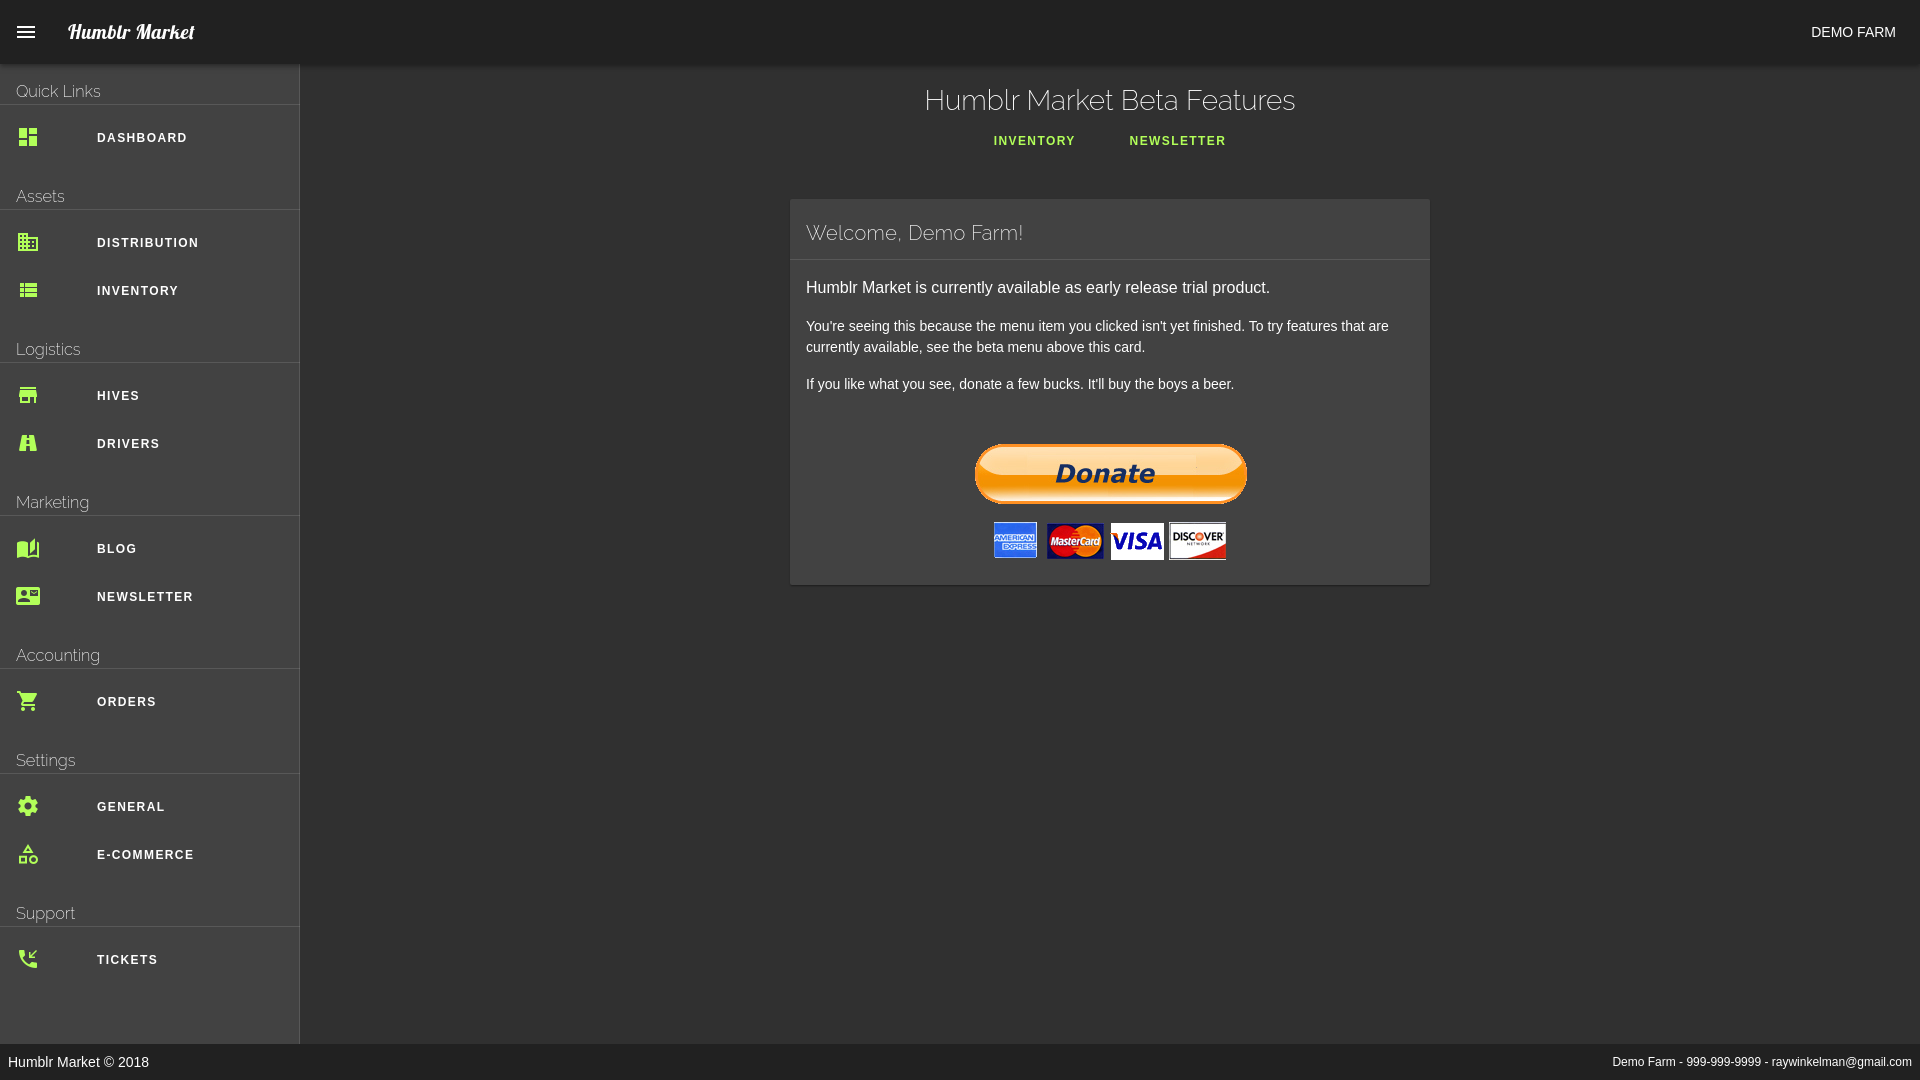 Humblr Market
DEMO FARM
Quick Links
DASHBOARD
Assets
DISTRIBUTION
INVENTORY
Logistics
HIVES
DRIVERS
Marketing
BLOG
NEWSLETTER
Accounting
ORDERS
Settings
GENERAL
E-COMMERCE
Support
TICKETS
Humblr Market Beta Features
INVENTORY NEWSLETTER
Welcome, Demo Farm!
Humblr Market is currently available as early release trial product.
You're seeing this because the menu item you clicked isn't yet finished. To try features that are
currently available, see the beta menu above this card.
If you like what you see, donate a few bucks. It'll buy the boys a beer.
Donate
AMERICAN
EXPRESS
MasterCard
VISA
DISCOVER
NETWORK
Humblr Market © 2018
Demo Farm - 999-999-9999 - raywinkelman@gmail.com